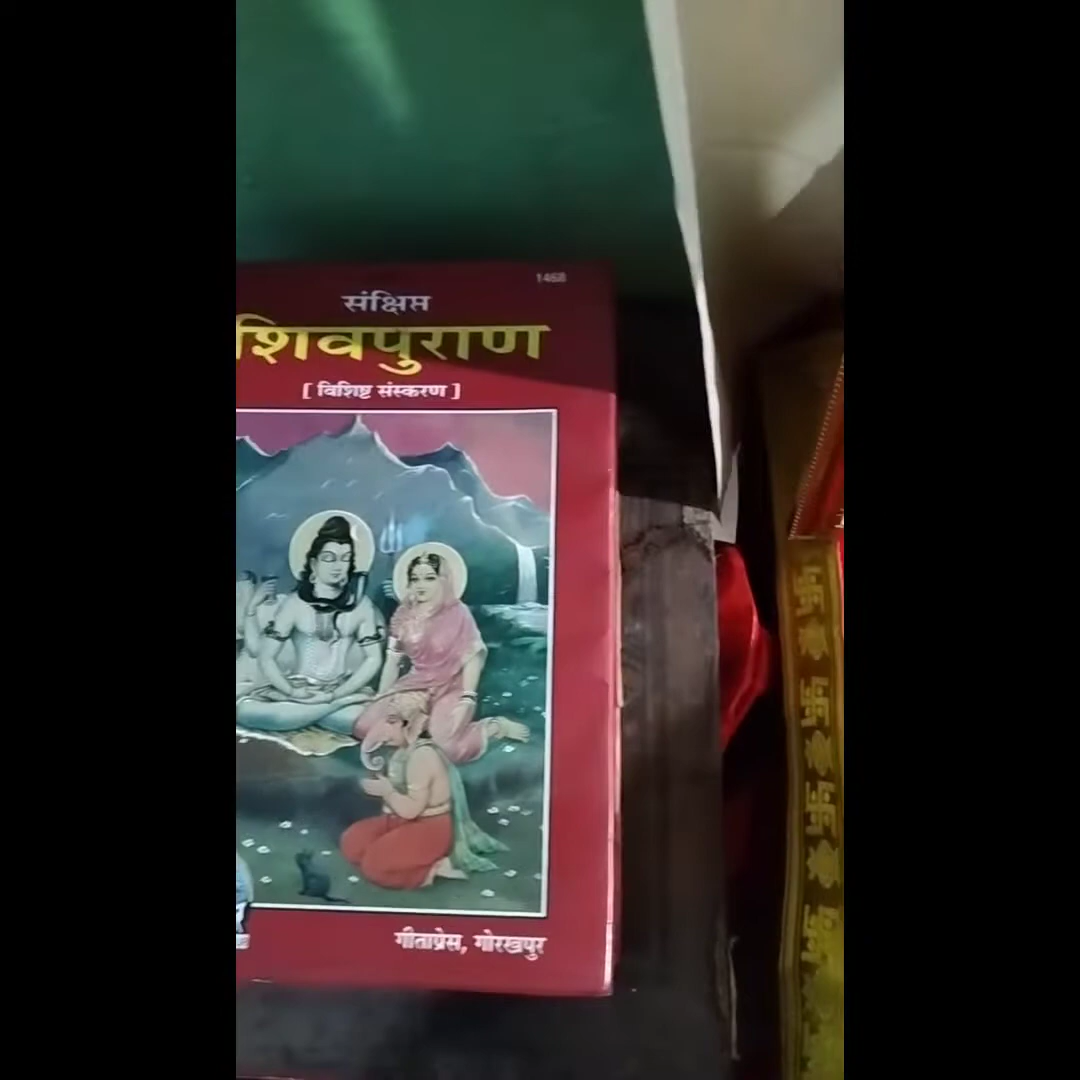 1468
संक्षिप्त
शिवपुराण
[ विशिष्ट संस्करण ]
गीताप्रेस, गोरखपुर